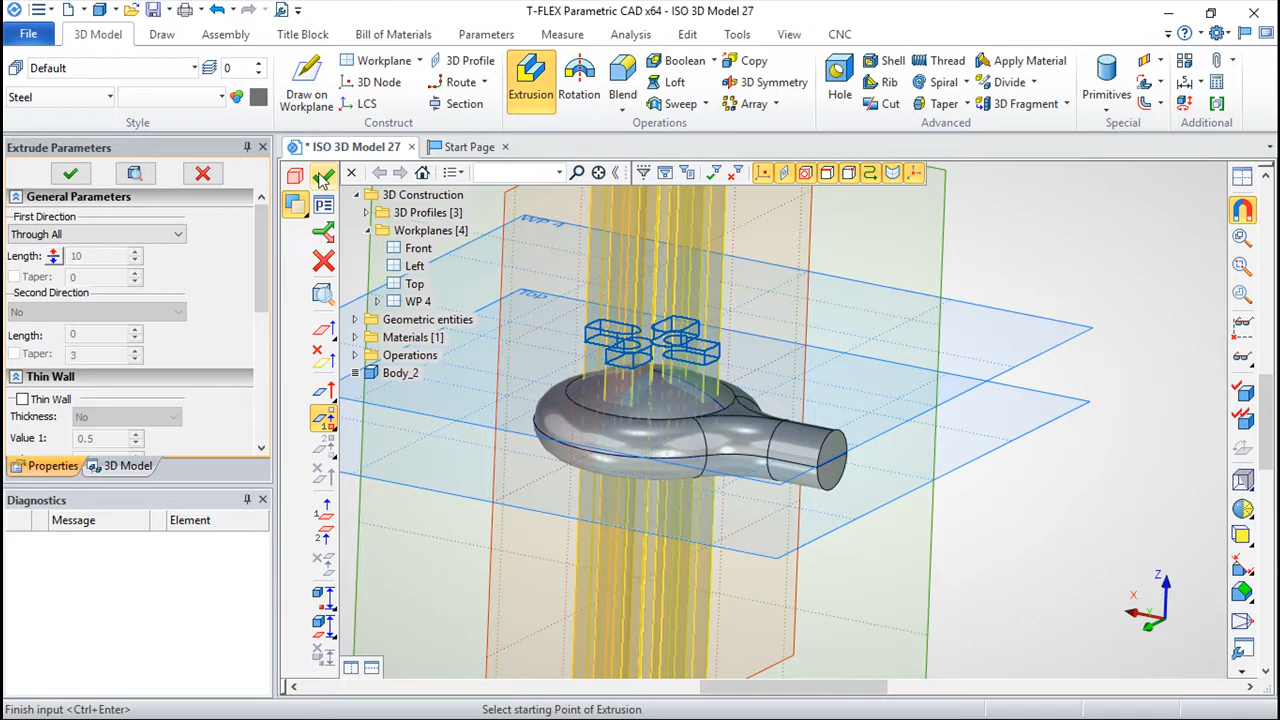 T-FLEX Parametric CAD x64 - ISO 3D Model 27
File
3D Model
Draw
Assembly
Title Block
Bill of Materials
Parameters
Measure
Analysis
Edit
Tools
View
CNC
Default
0
Steel
Style
Draw on Workplane
Workplane
3D Node
LCS
3D Profile
Route
Section
Construct
Extrusion
Rotation
Blend
Boolean
Loft
Sweep
Copy
3D Symmetry
Array
Operations
Hole
Shell
Rib
Cut
Thread
Spiral
Taper
Apply Material
Divide
3D Fragment
Advanced
Primitives
Special
Additional
Extrude Parameters
* ISO 3D Model 27
Start Page
General Parameters
First Direction
Through All
Length:
10
Taper:
0
Second Direction
No
Length:
0
Taper:
3
Thin Wall
Thin Wall
Thickness:
No
Value 1:
0.5
Properties
3D Model
Diagnostics
Message
Element
3D Construction
3D Profiles [3]
Workplanes [4]
Front
Left
Top
WP 4
Geometric entities
Materials [1]
Operations
Body_2
WP 4
Top
Z
X
Y
Finish input <Ctrl+Enter>
Select starting Point of Extrusion